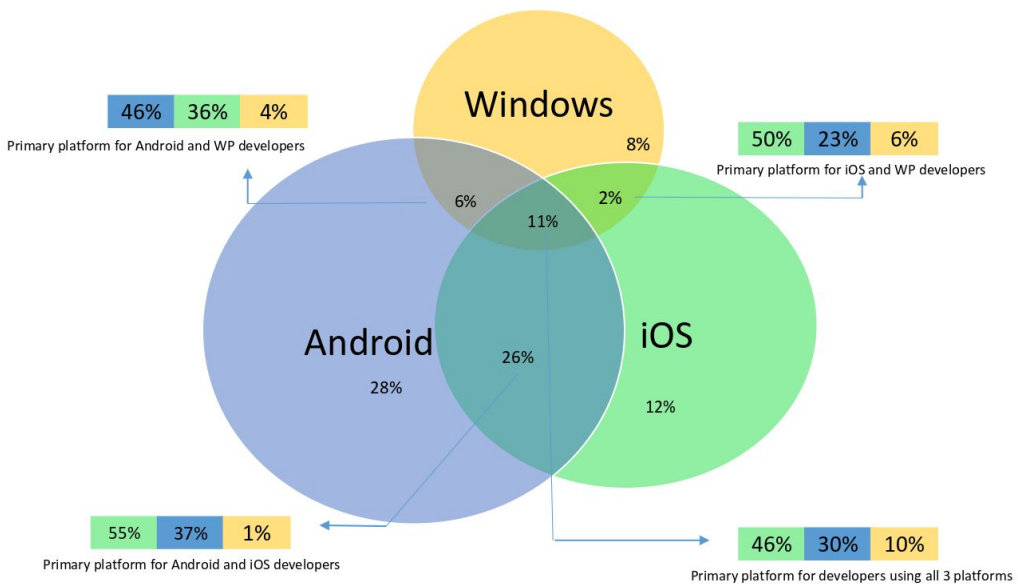 Windows
8%
46% 36% 4%
Primary platform for Android and WP developers
50% 23% 6%
Primary platform for iOS and WP developers
6%
2%
11%
Android
iOS
26%
28%
12%
55% 37% 1%
Primary platform for Android and iOS developers
46% 30% 10%
Primary platform for developers using all 3 platforms